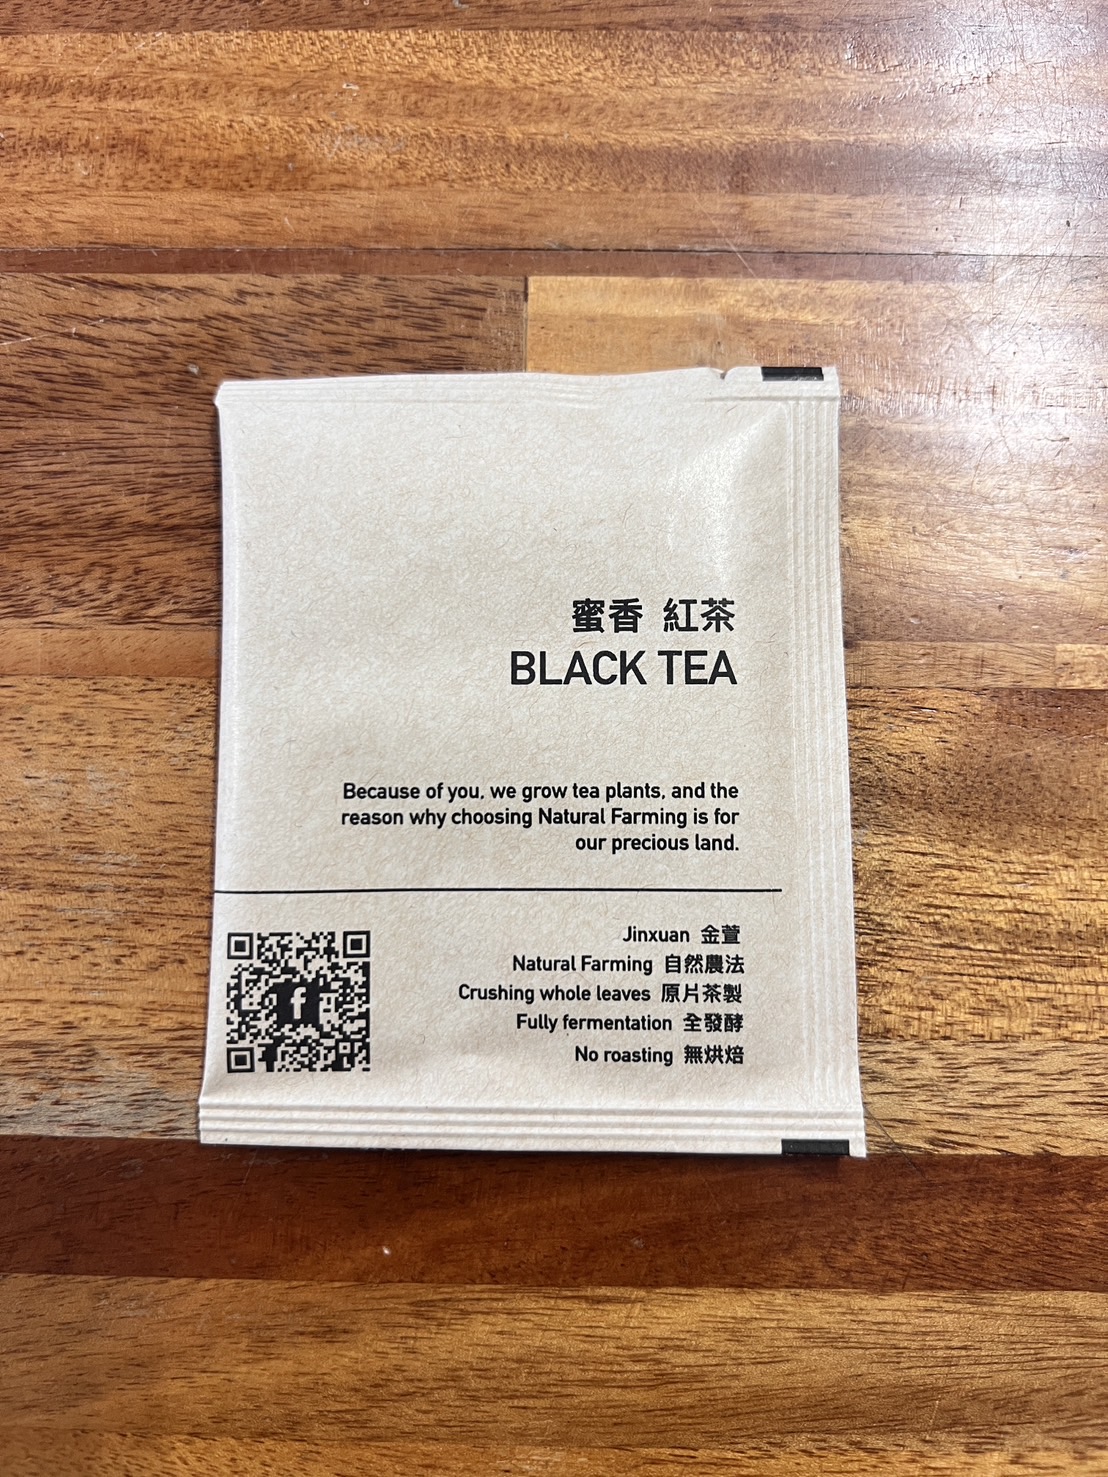 蜜香 紅茶
BLACK TEA
Because of you, we grow tea plants, and the
reason why choosing Natural Farming is for
our precious land.
Jinxuan 金萱
Natural Farming 自然農法
Crushing whole leaves 原片茶製
Fully fermentation 全發酵
No roasting 無烘焙
f